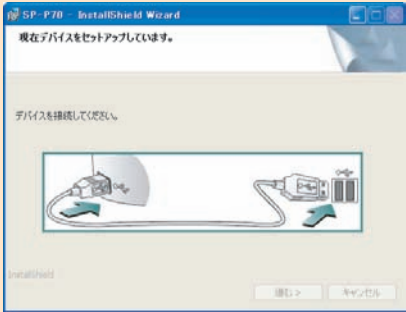 SP-P70 - InstallShield Wizard
現在デバイスをセットアップしています。
デバイスを接続してください。
InstallShield
進む >
キャンセル